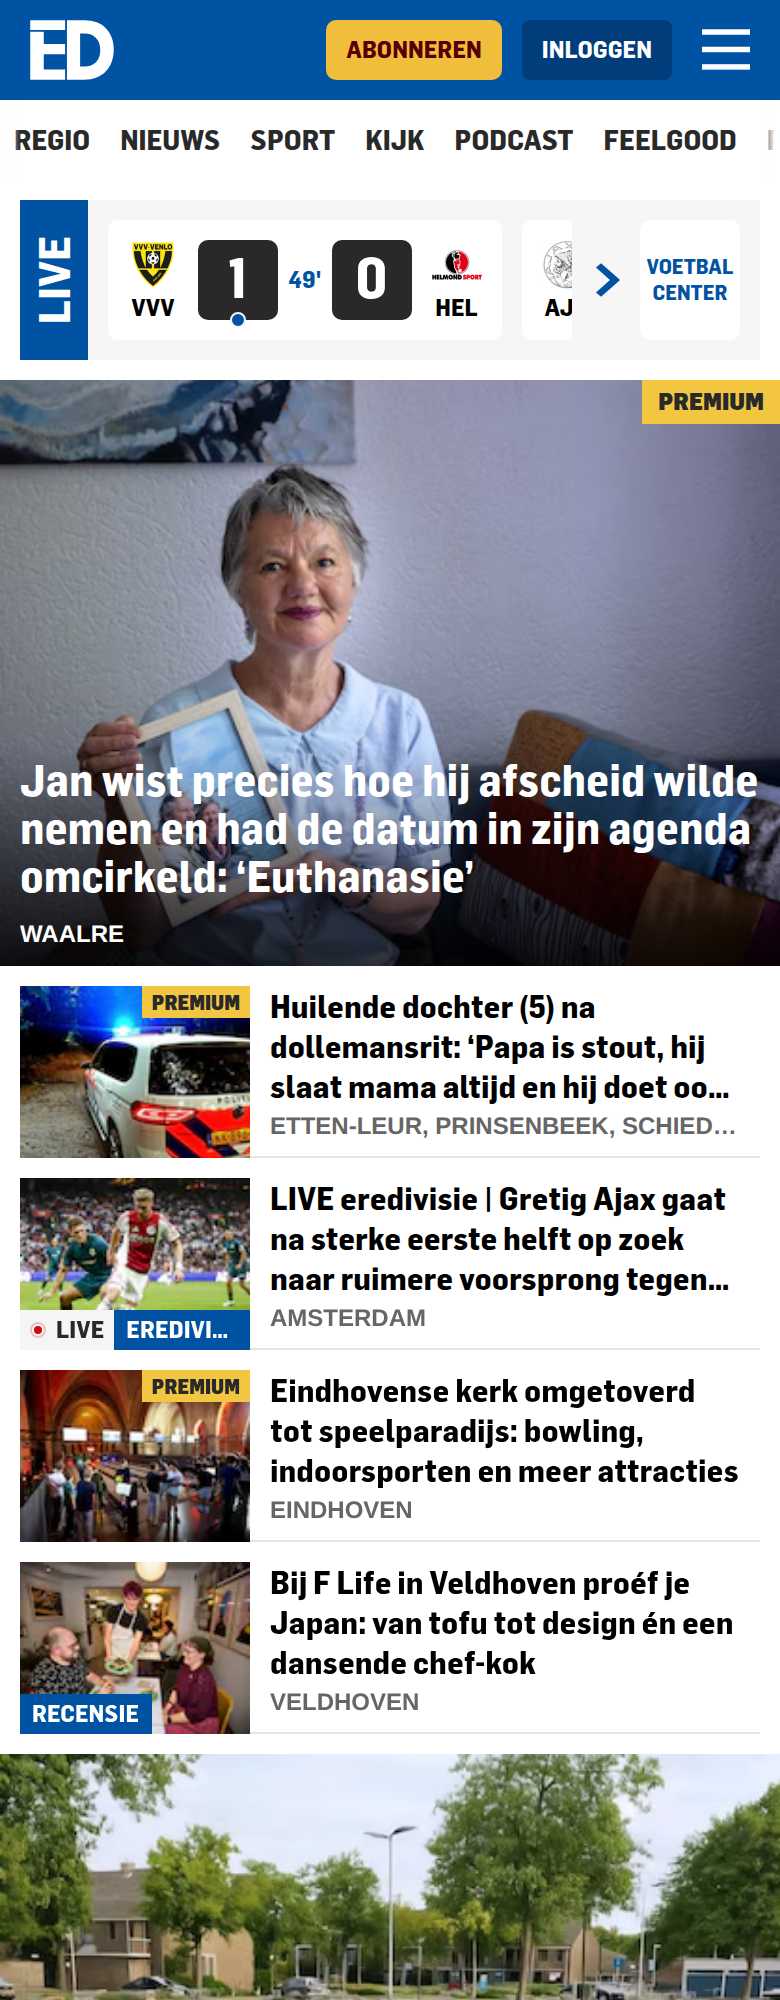 ED
ABONNEREN
INLOGGEN
REGIO NIEUWS SPORT KIJK PODCAST FEELGOOD
LIVE
VVV-VENLO
VVV
1
49'
0
HELMOND SPORT
HEL
AJ
VOETBAL
CENTER
PREMIUM
Jan wist precies hoe hij afscheid wilde
nemen en had de datum in zijn agenda
omcirkeld: ‘Euthanasie’
WAALRE
PREMIUM
Huilende dochter (5) na
dollemansrit: ‘Papa is stout, hij
slaat mama altijd en hij doet oo...
ETTEN-LEUR, PRINSENBEEK, SCHIED...
LIVE eredivisie | Gretig Ajax gaat
na sterke eerste helft op zoek
naar ruimere voorsprong tegen...
AMSTERDAM
LIVE
EREDIVI...
PREMIUM
Eindhovense kerk omgetoverd
tot speelparadijs: bowling,
indoorsporten en meer attracties
EINDHOVEN
Bij F Life in Veldhoven proéf je
Japan: van tofu tot design én een
dansende chef-kok
VELDHOVEN
RECENSIE